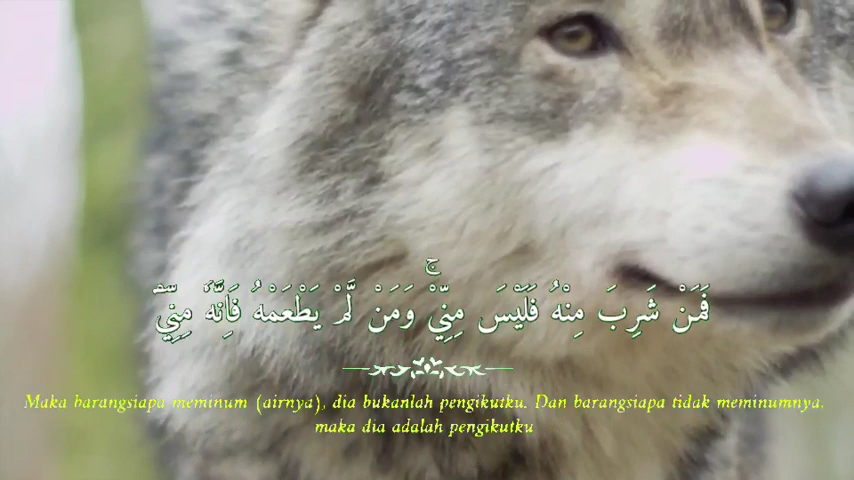 فَمَنْ شَرِبَ مِنْهُ فَلَيْسَ مِنِّيْۚ وَمَنْ لَّمْ يَطْعَمْهُ فَاِنَّهٗ مِنِّيْٓ
Maka barangsiapa meminum (airnya), dia bukanlah pengikutku. Dan barangsiapa tidak meminumnya,
maka dia adalah pengikutku